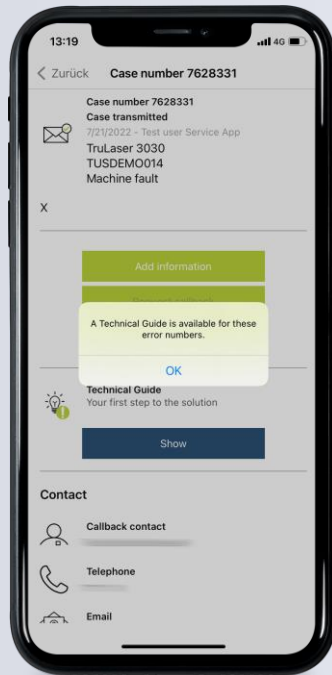 13:19
4G
Zurück Case number 7628331
Case number 7628331
Case transmitted
7/21/2022 - Test user Service App
TruLaser 3030
TUSDEMO014
Machine fault
X
Add information
A Technical Guide is available for these
error numbers.
OK
Technical Guide
Your first step to the solution
Show
Contact
Callback contact
Telephone
Email